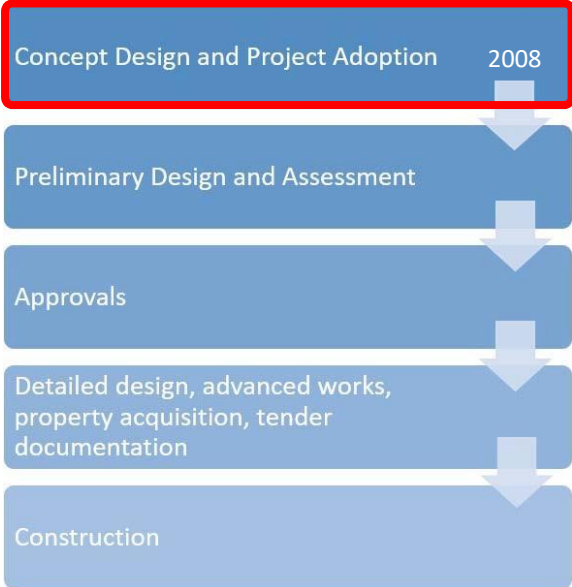 Concept Design and Project Adoption 2008
Preliminary Design and Assessment
Approvals
Detailed design, advanced works,
property acquisition, tender
documentation
Construction